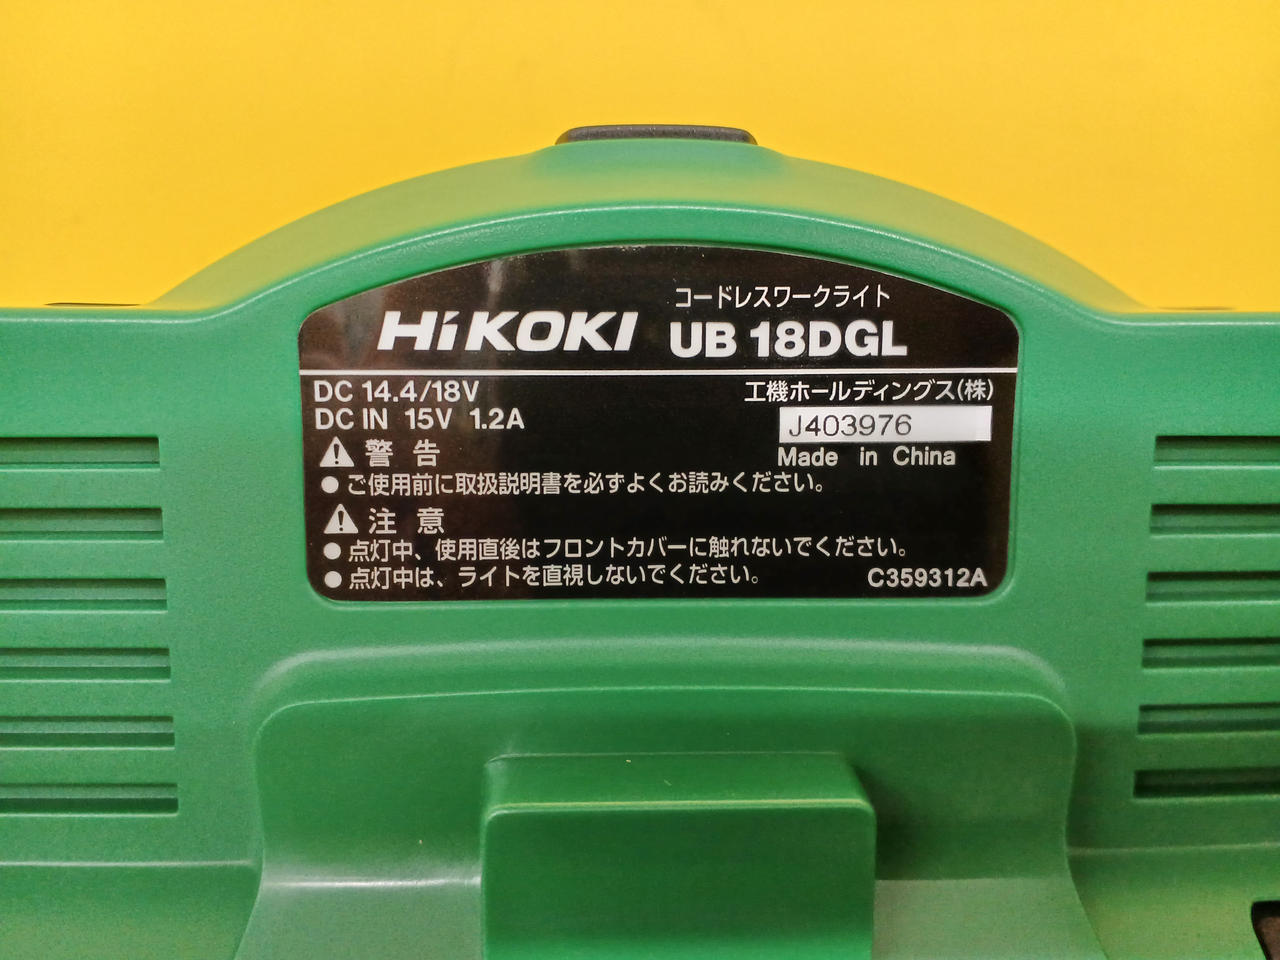 HiKOKI
コードレスワークライト
UB 18DGL
DC 14.4/18V
DC IN 15V 1.2A
工機ホールディングス(株)
J403976
Made in China
⚠ 警告
● ご使用前に取扱説明書を必ずよくお読みください。
⚠ 注意
● 点灯中、使用直後はフロントカバーに触れないでください。
● 点灯中は、ライトを直視しないでください。
C359312A